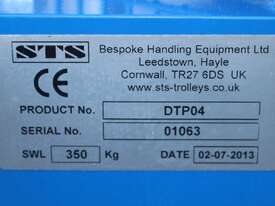 STS
Bespoke Handling Equipment Ltd
Leedstown, Hayle
Cornwall, TR27 6DS UK
www.sts-trolleys.co.uk
CE
PRODUCT No. DTP04
SERIAL No. 01063
SWL 350 Kg DATE 02-07-2013